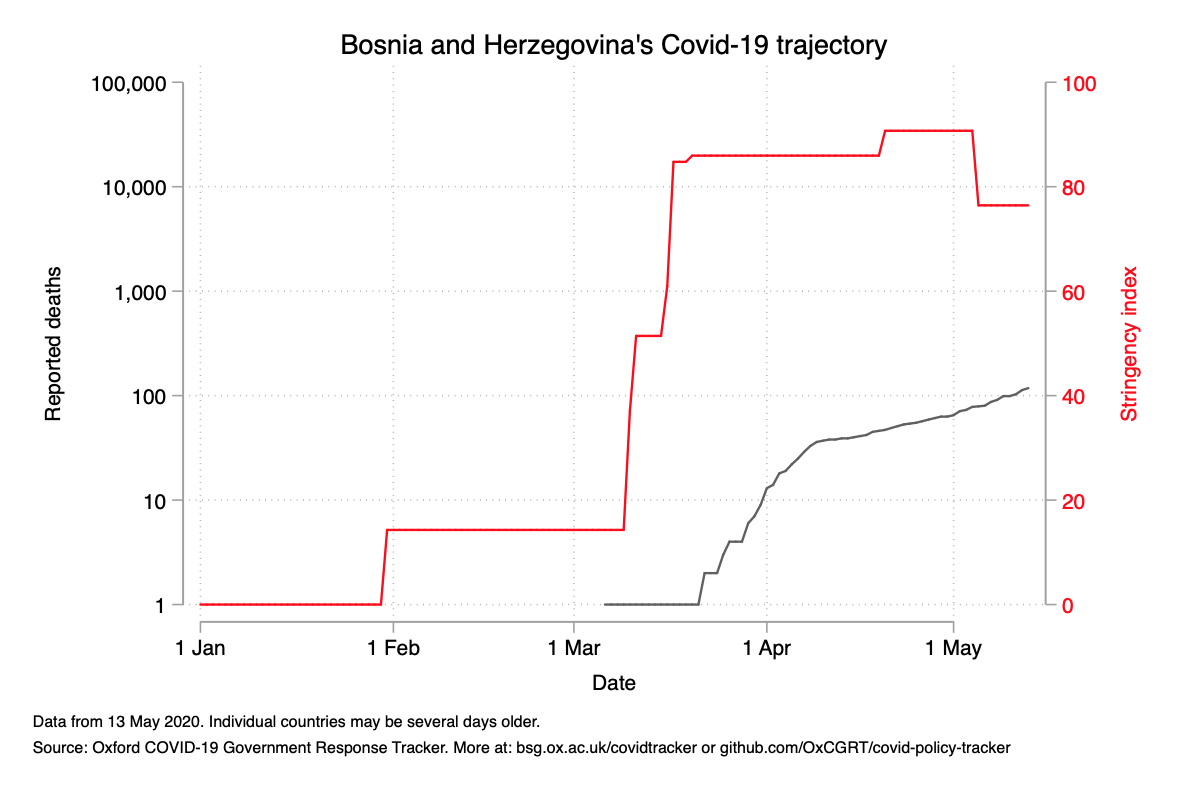 Bosnia and Herzegovina's Covid-19 trajectory
100,000
10,000
1,000
100
10
1
Reported deaths
100
80
60
40
20
0
Stringency index
1 Jan
1 Feb
1 Mar
1 Apr
1 May
Date
Data from 13 May 2020. Individual countries may be several days older.
Source: Oxford COVID-19 Government Response Tracker. More at: bsg.ox.ac.uk/covidtracker or github.com/OxCGRT/covid-policy-tracker